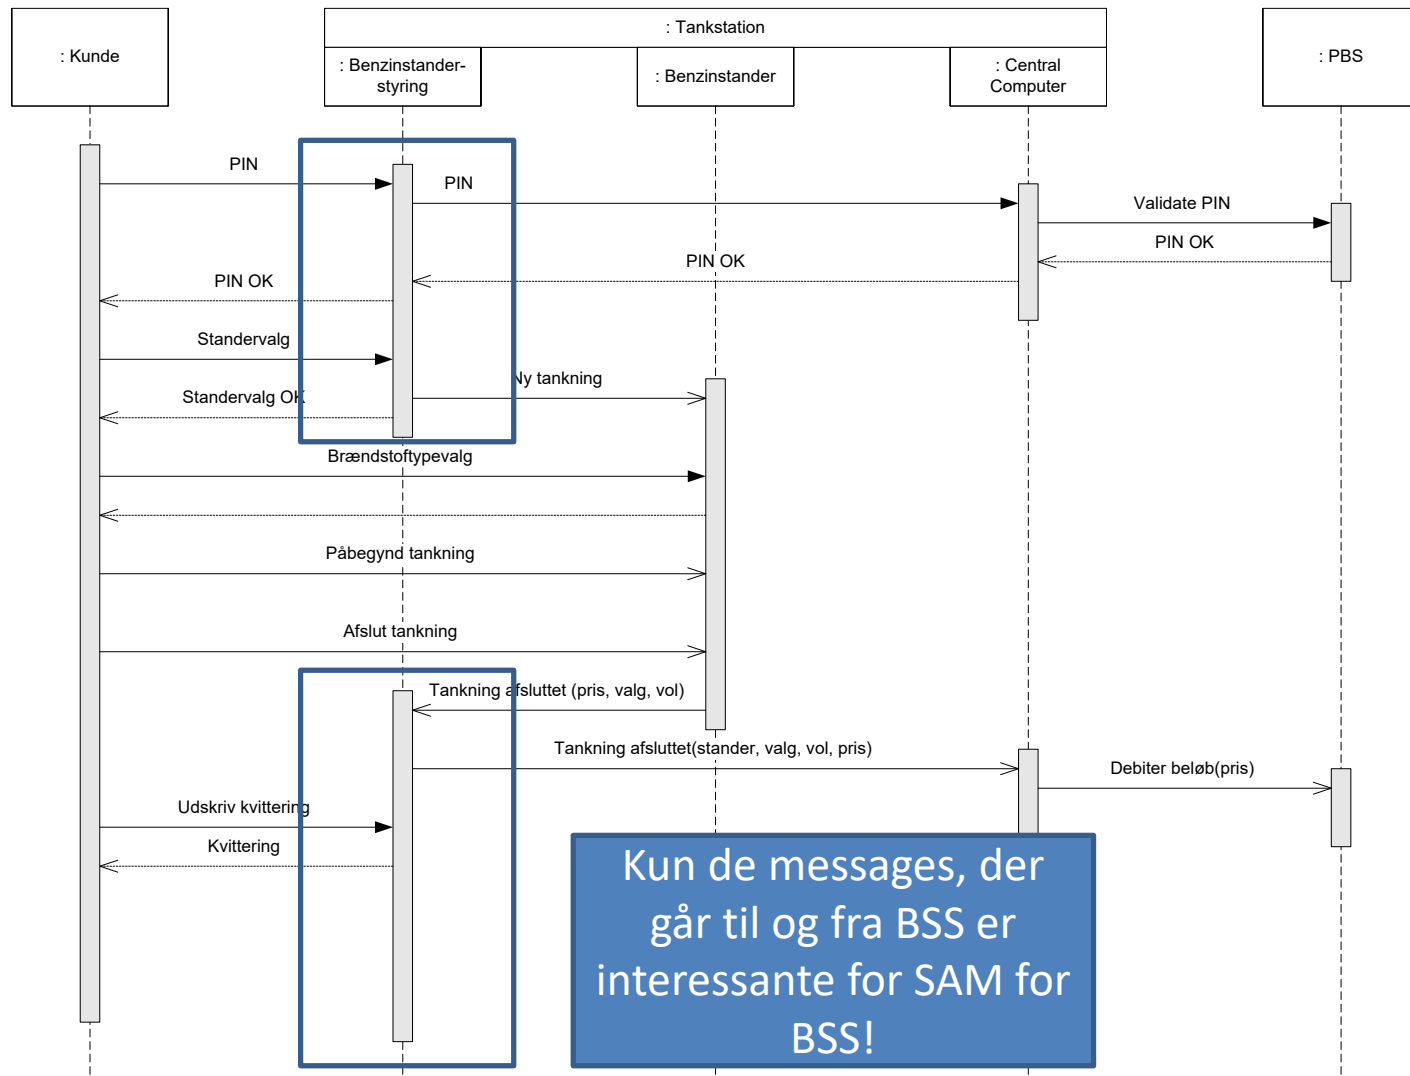 : Kunde
: Tankstation
: Benzinstander-
styring
: Benzinstander
: Central
Computer
: PBS
PIN
PIN
Validate PIN
PIN OK
PIN OK
PIN OK
Standervalg
Ny tankning
Standervalg OK
Brændstoftypevalg
Påbegynd tankning
Afslut tankning
Tankning afsluttet (pris, valg, vol)
Tankning afsluttet(stander, valg, vol, pris)
Debiter beløb(pris)
Udskriv kvittering
Kvittering
Kun de messages, der
går til og fra BSS er
interessante for SAM for
BSS!